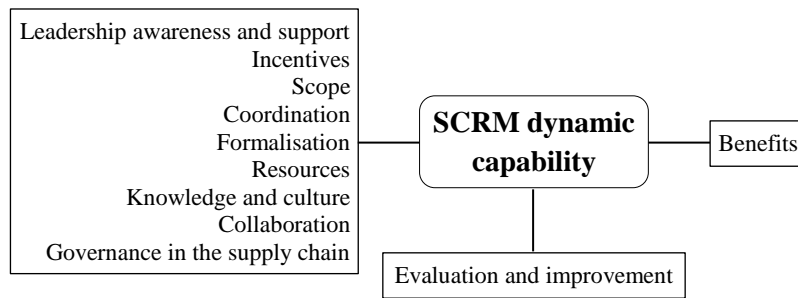 Leadership awareness and support
Incentives
Scope
Coordination
Formalisation
Resources
Knowledge and culture
Collaboration
Governance in the supply chain
SCRM dynamic
capability
Benefits
Evaluation and improvement